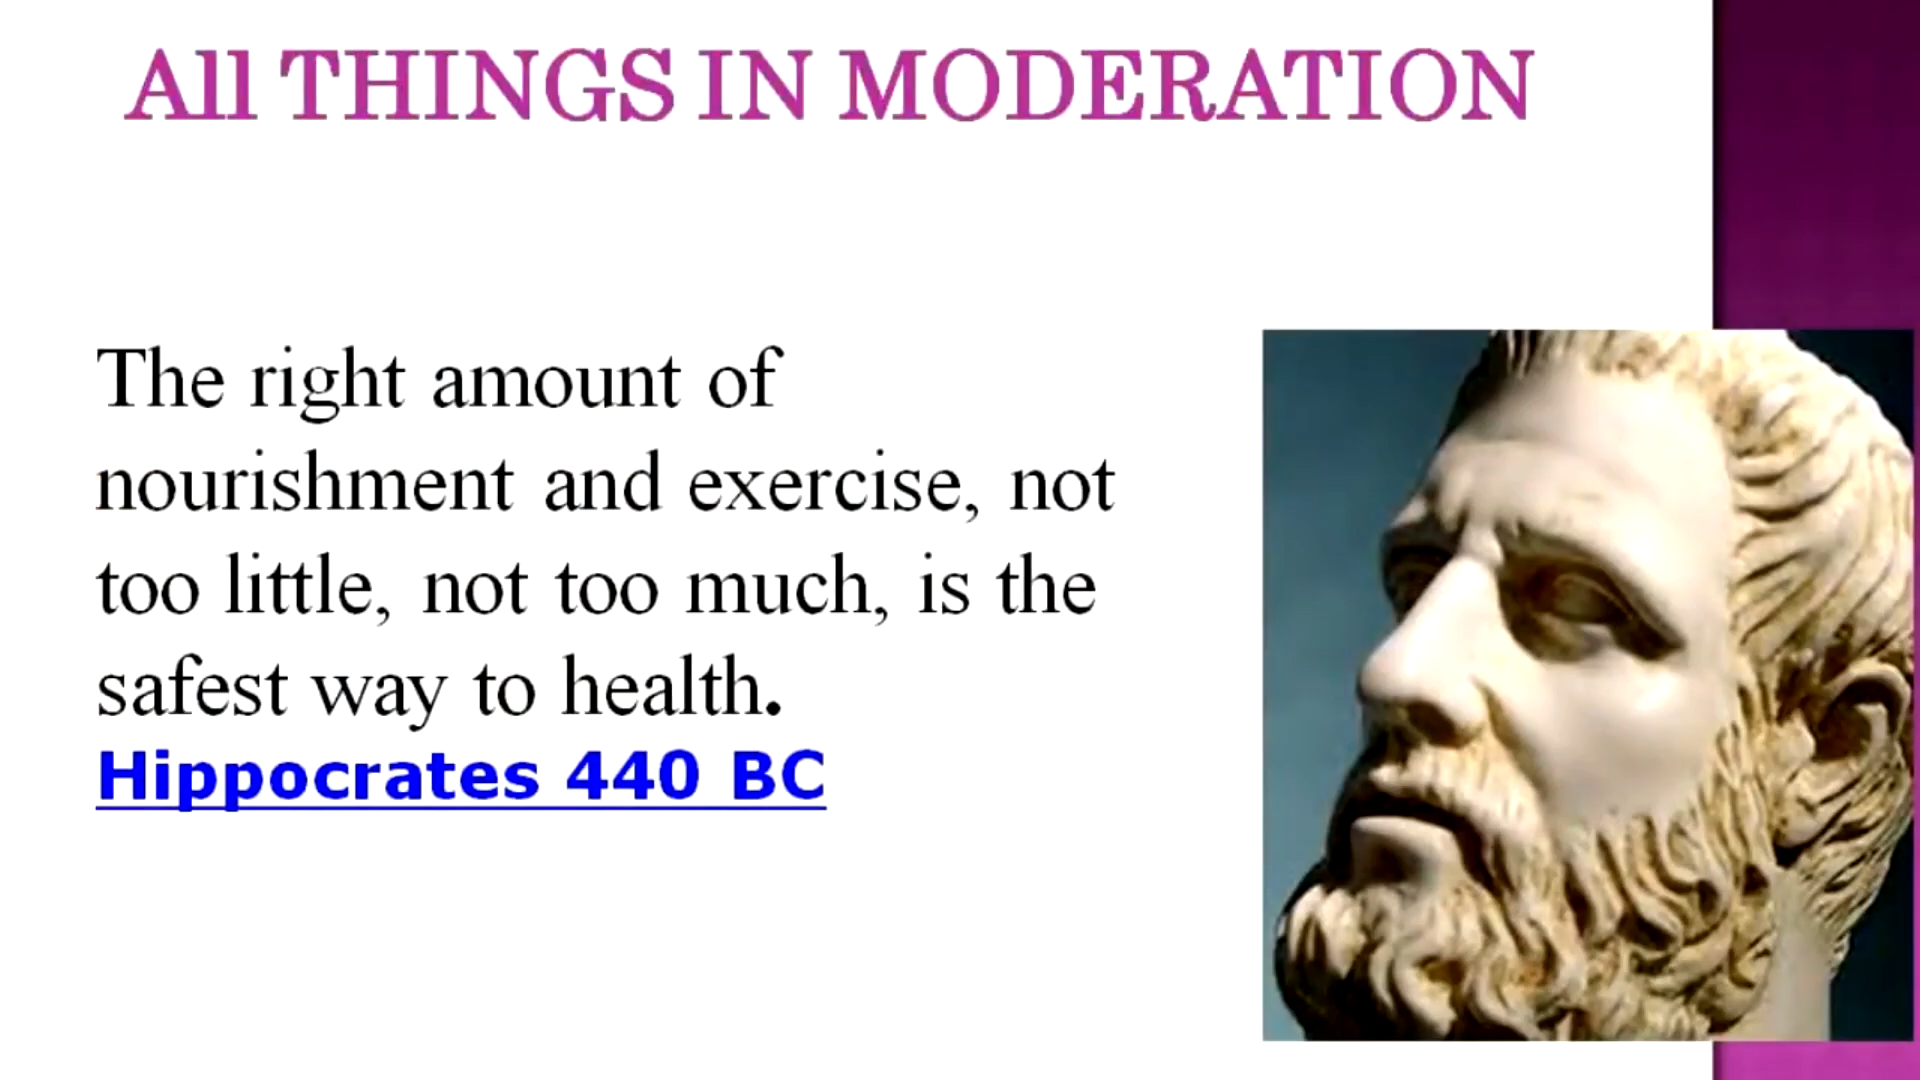 All THINGS IN MODERATION
The right amount of
nourishment and exercise, not
too little, not too much, is the
safest way to health.
Hippocrates 440 BC